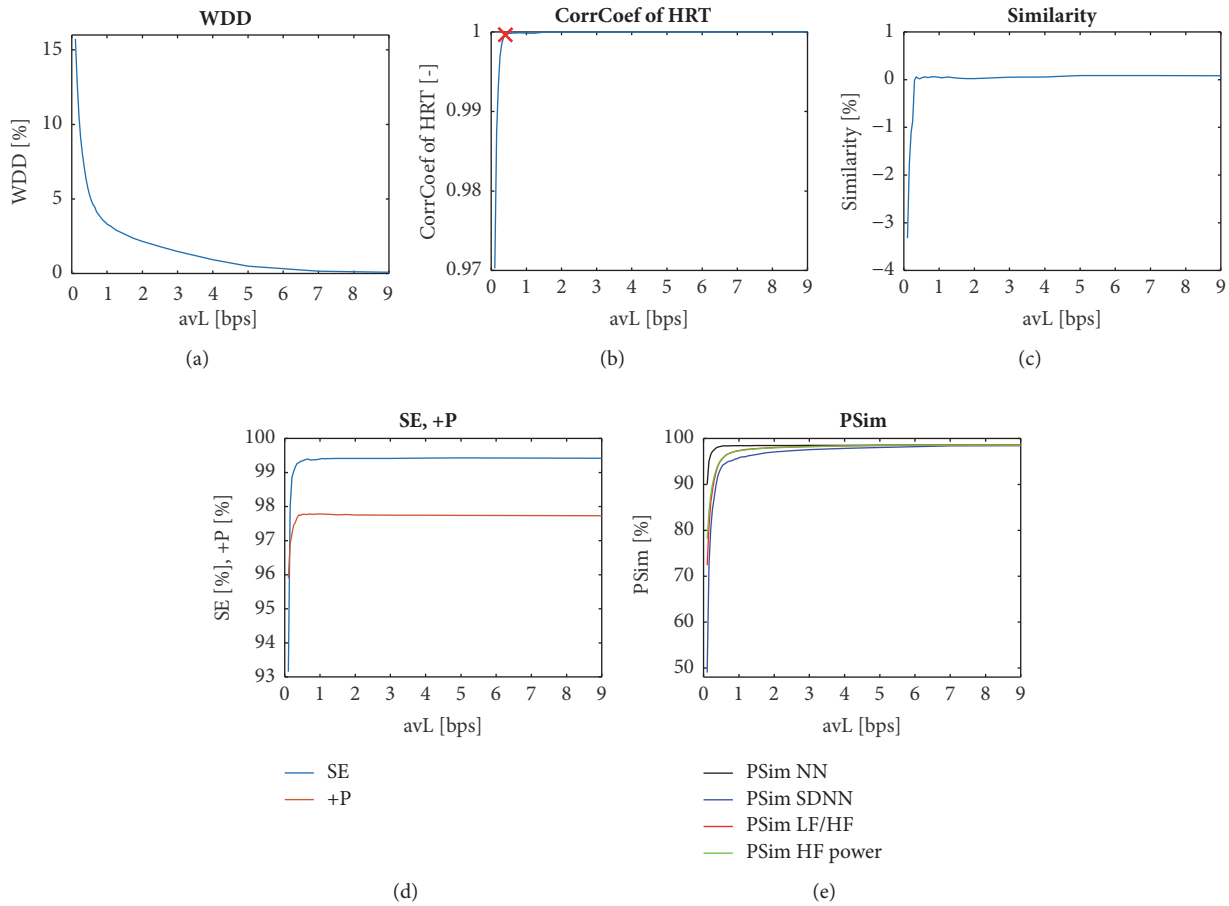 WDD
WDD [%]
15
10
5
0
0 1 2 3 4 5 6 7 8 9
avL [bps]
(a)
CorrCoef of HRT
CorrCoef of HRT [-]
1
0.99
0.98
0.97
0 1 2 3 4 5 6 7 8 9
avL [bps]
(b)
Similarity
Similarity [%]
1
0
−1
−2
−3
−4
0 1 2 3 4 5 6 7 8 9
avL [bps]
(c)
SE, +P
SE [%], +P [%]
100
99
98
97
96
95
94
93
0 1 2 3 4 5 6 7 8 9
avL [bps]
SE
+P
(d)
PSim
PSim [%]
100
90
80
70
60
50
0 1 2 3 4 5 6 7 8 9
avL [bps]
PSim NN
PSim SDNN
PSim LF/HF
PSim HF power
(e)